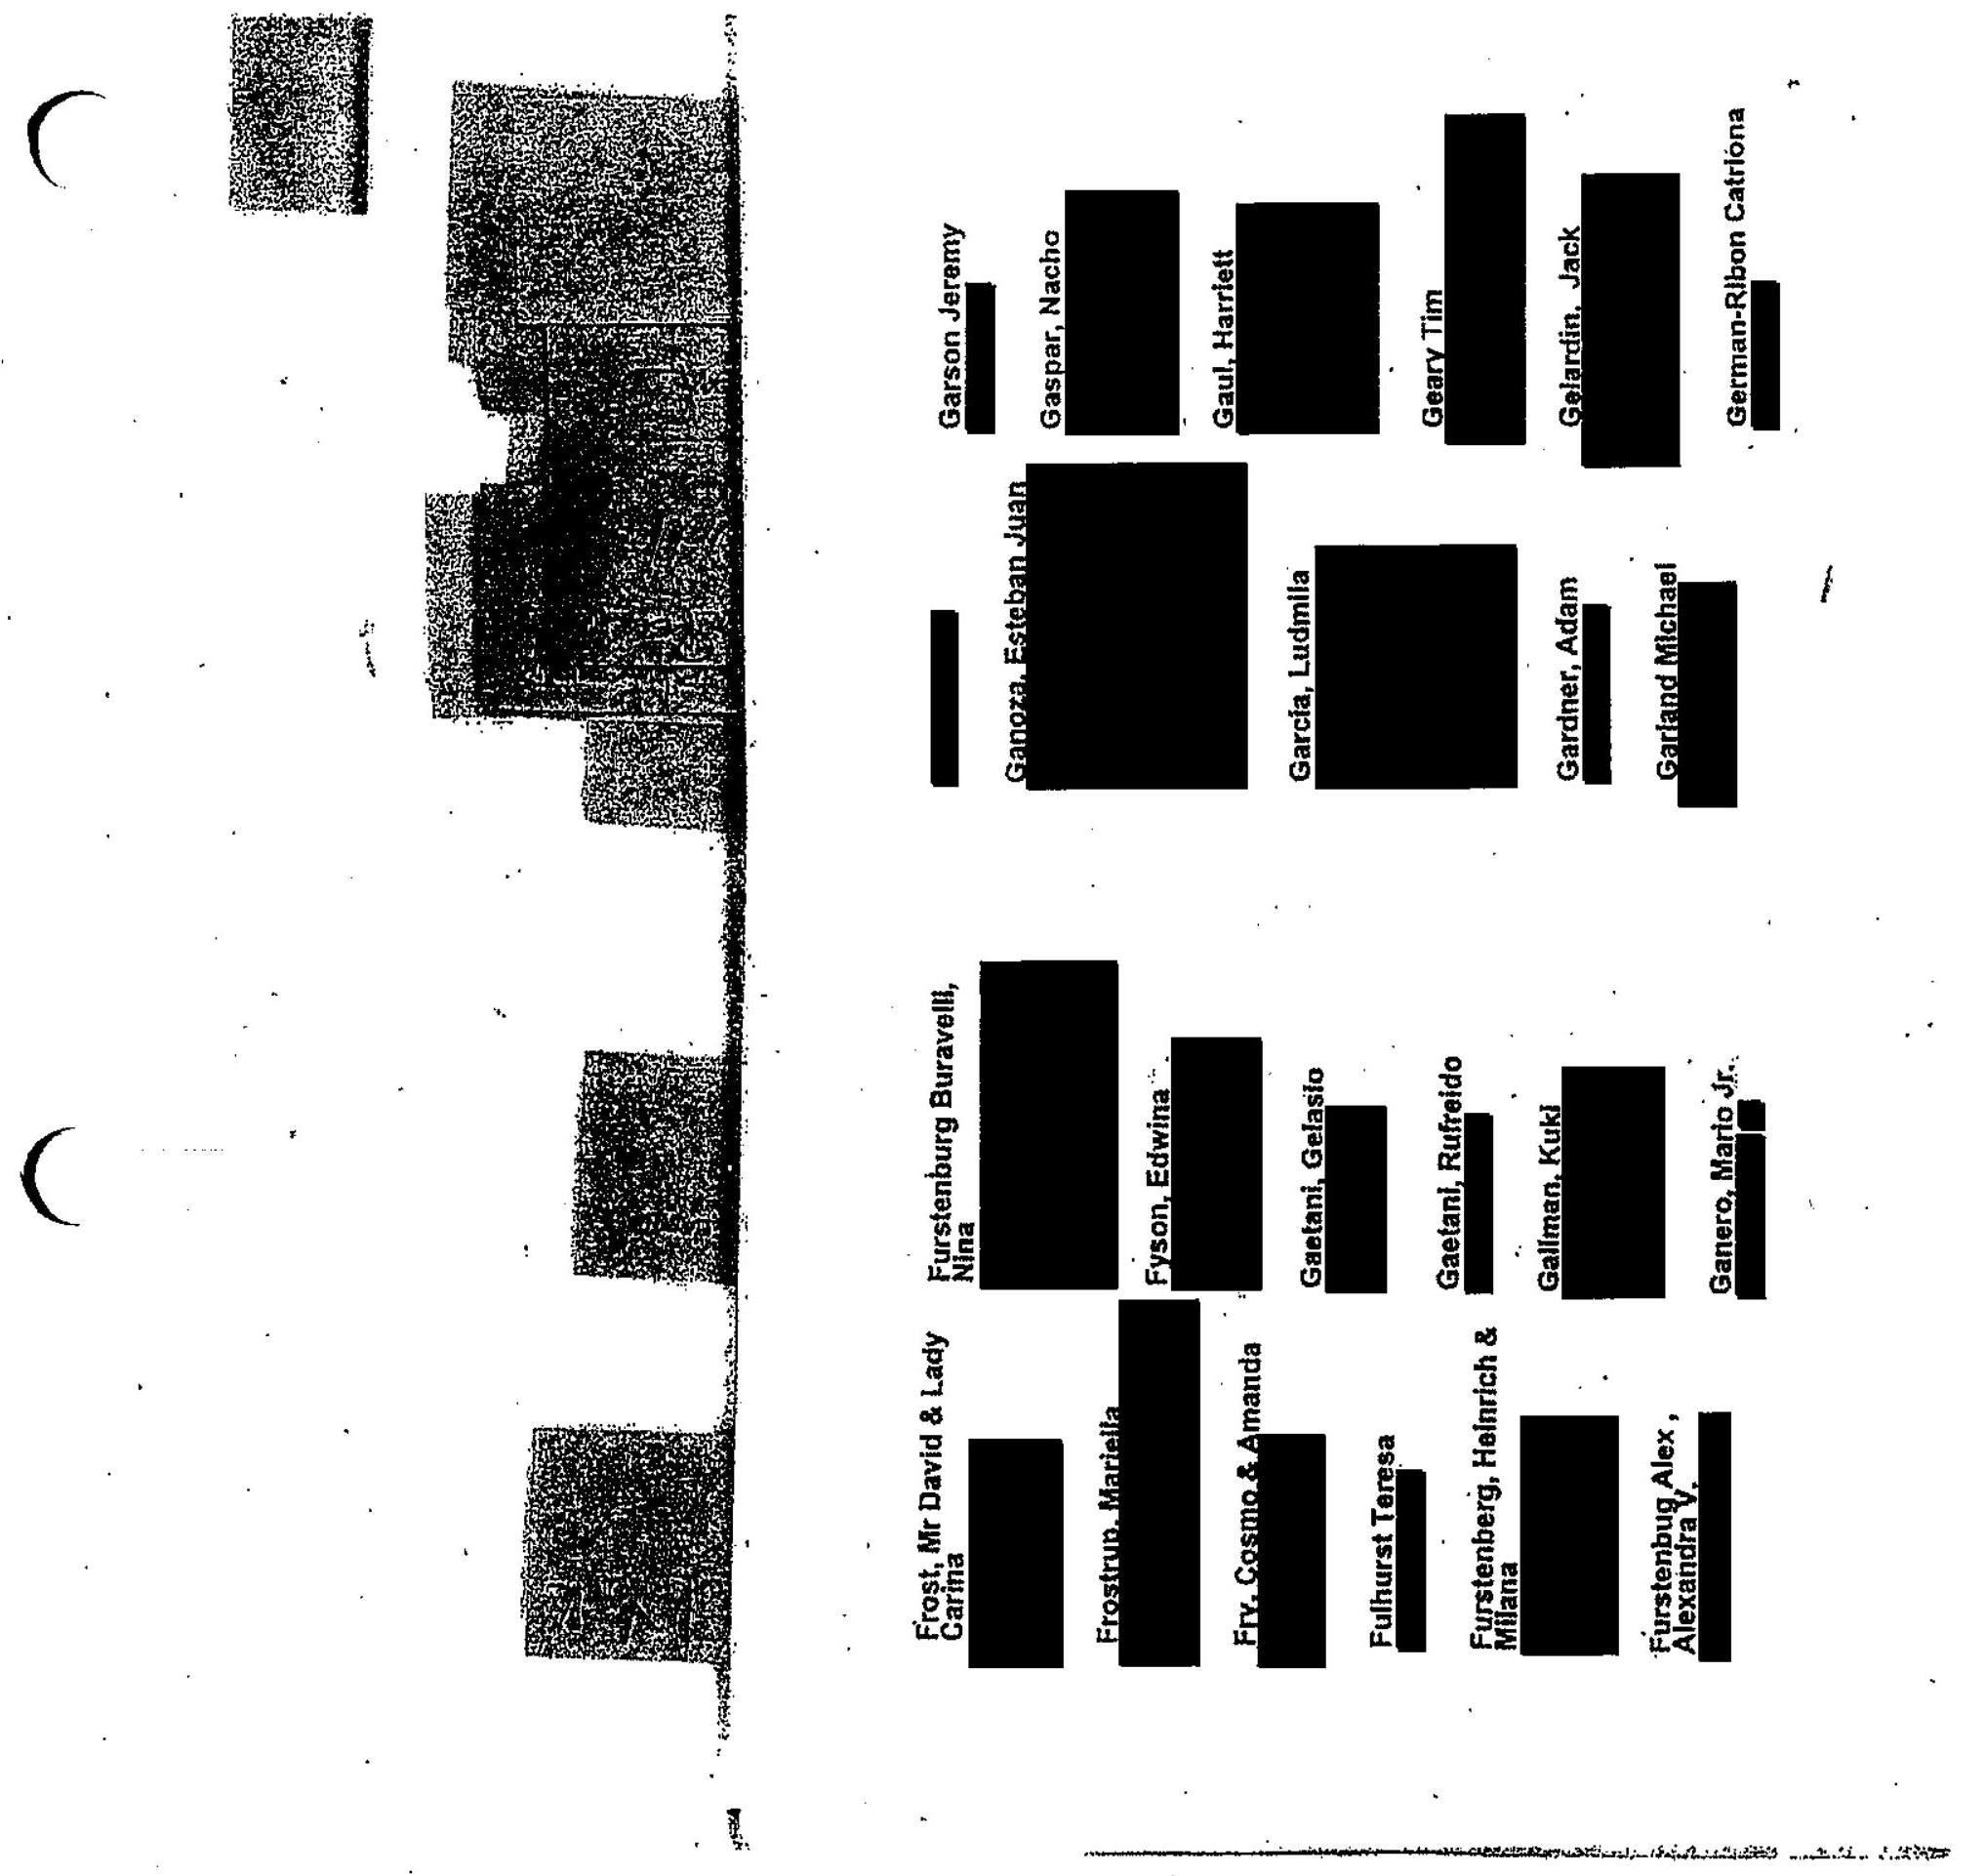 Frost, Mr David & Lady
Carina
Frostrup, Mariella
Fry, Cosmo & Amanda
Fulhurst Teresa
Furstenberg, Heinrich &
Milana
Furstenbug Alex ,
Alexandra V.
Furstenburg Buravelli,
Nina
Fyson, Edwina
Gaetani, Gelasio
Gaetani, Rufreido
Gallman, Kuki
Ganero, Mario Jr.
Ganoza, Esteban Juan
Garcia, Ludmila
Gardner, Adam
Garland Michael
Garson Jeremy
Gaspar, Nacho
Gaul, Harriett
Geary Tim
Gelardin, Jack
German-Ribon Catriona